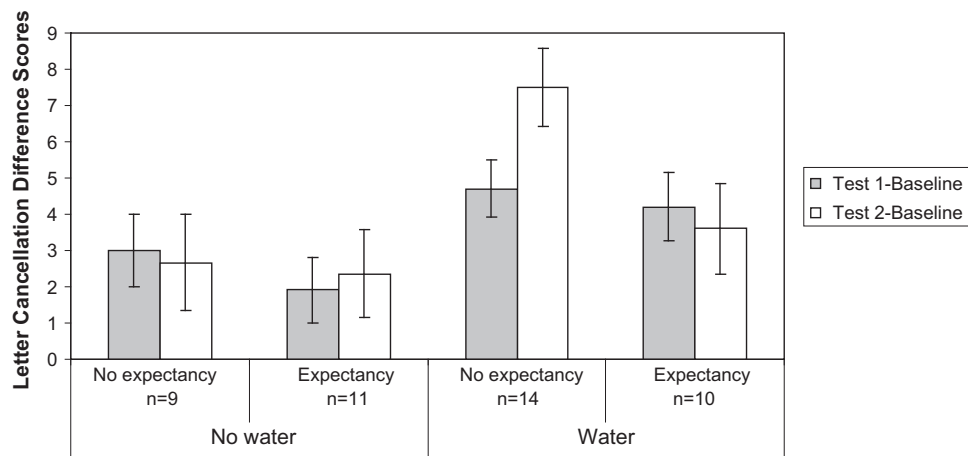 Letter Cancellation Difference Scores
9
8
7
6
5
4
3
2
1
0
No expectancy
n=9
Expectancy
n=11
No expectancy
n=14
Expectancy
n=10
No water
Water
Test 1-Baseline
Test 2-Baseline